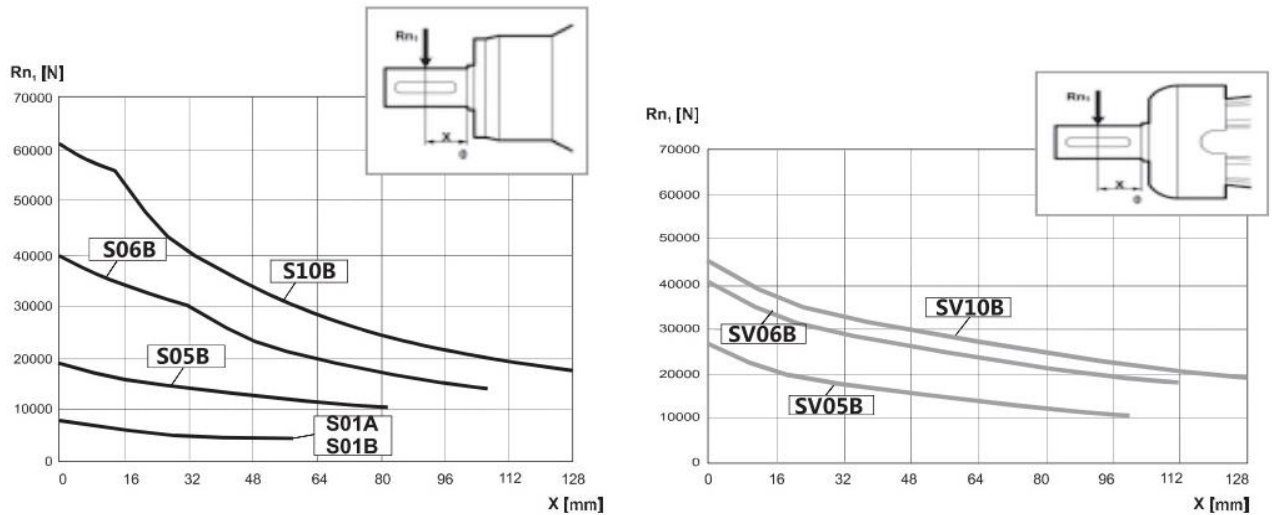 Rn₁ [N]
70000
60000
50000
40000
30000
20000
10000
0
0 16 32 48 64 80 96 112 128
X [mm]
S10B
S06B
S05B
S01A
S01B
Rn₁
X
Rn₁ [N]
70000
60000
50000
40000
30000
20000
10000
0
0 12 32 48 64 80 96 112 128
X [mm]
SV10B
SV06B
SV05B
Rn₁
X